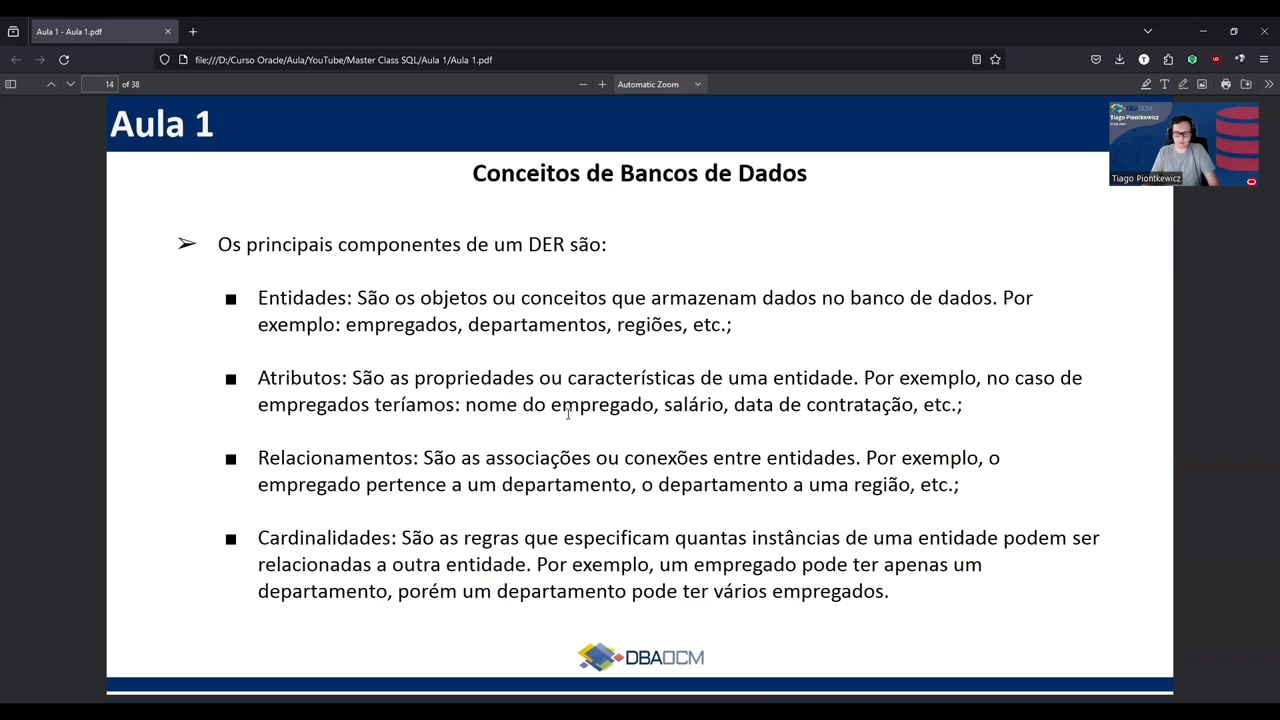 Aula 1 - Aula 1.pdf
file:///D:/Curso Oracle/Aula/YouTube/Master Class SQL/Aula 1/Aula 1.pdf
14 of 38
Automatic Zoom
Aula 1
Tiago Piontkewicz
Tiago Piontkewicz
Conceitos de Bancos de Dados
➢ Os principais componentes de um DER são:
■ Entidades: São os objetos ou conceitos que armazenam dados no banco de dados. Por
exemplo: empregados, departamentos, regiões, etc.;
■ Atributos: São as propriedades ou características de uma entidade. Por exemplo, no caso de
empregados teríamos: nome do empregado, salário, data de contratação, etc.;
■ Relacionamentos: São as associações ou conexões entre entidades. Por exemplo, o
empregado pertence a um departamento, o departamento a uma região, etc.;
■ Cardinalidades: São as regras que especificam quantas instâncias de uma entidade podem ser
relacionadas a outra entidade. Por exemplo, um empregado pode ter apenas um
departamento, porém um departamento pode ter vários empregados.
DBAOCM